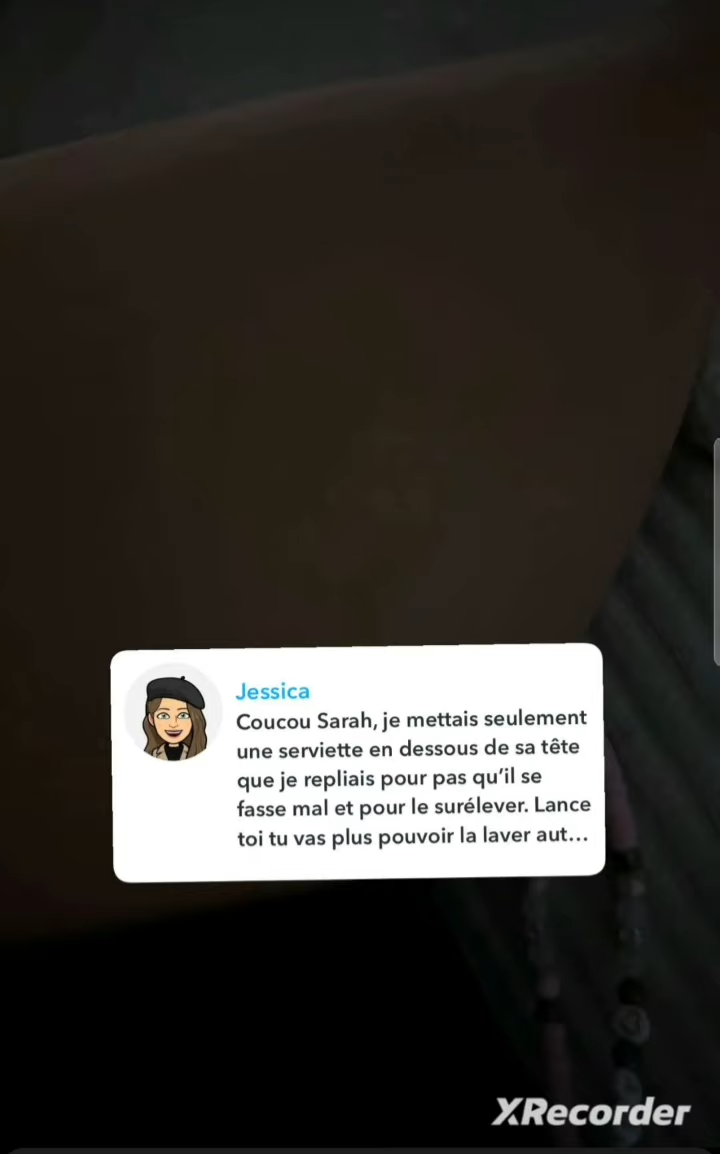 Jessica
Coucou Sarah, je mettais seulement
une serviette en dessous de sa tête
que je repliais pour pas qu'il se
fasse mal et pour le surélever. Lance
toi tu vas plus pouvoir la laver aut...
XRecorder